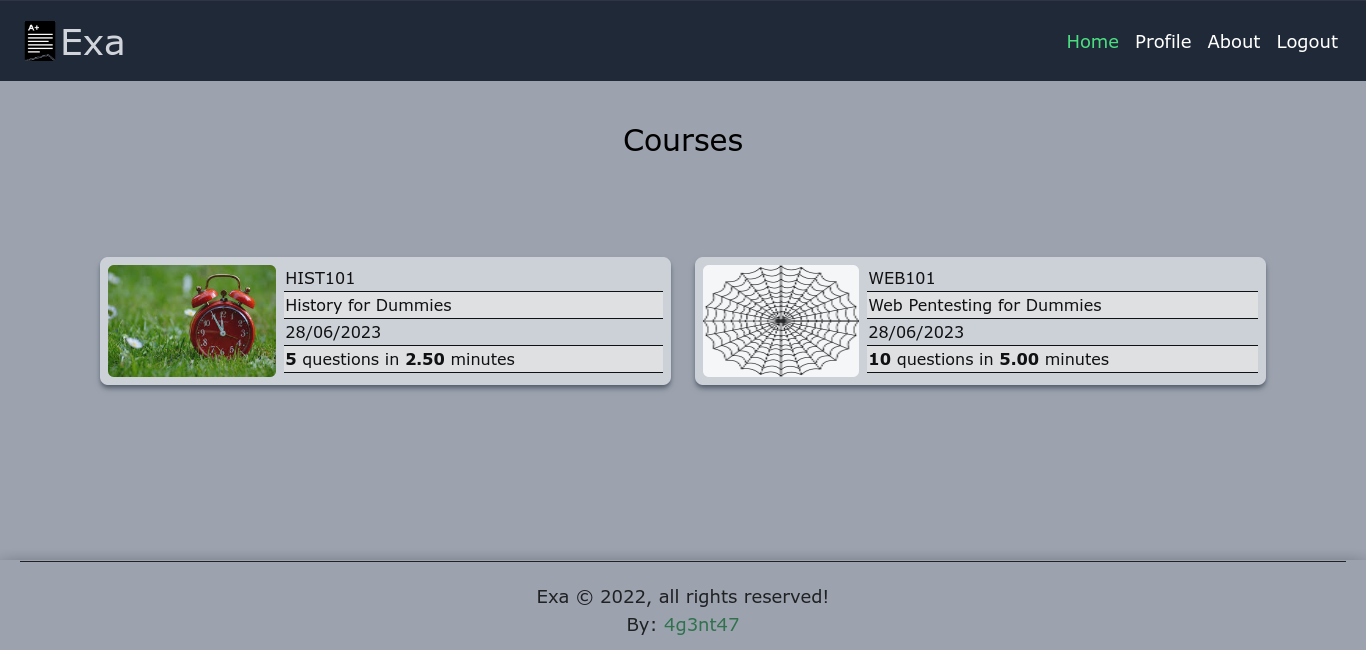 A+
Exa
Home Profile About Logout
Courses
HIST101
History for Dummies
28/06/2023
5 questions in 2.50 minutes
WEB101
Web Pentesting for Dummies
28/06/2023
10 questions in 5.00 minutes
Exa © 2022, all rights reserved!
By: 4g3nt47